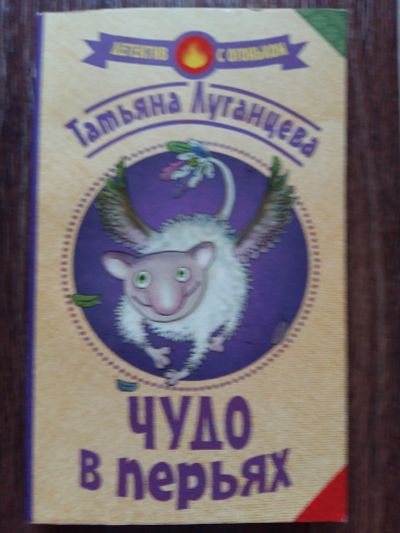 ДЕТЕКТИВ С ОГОНЬКОМ
Татьяна Луганцева
ЧУДО
в перьях